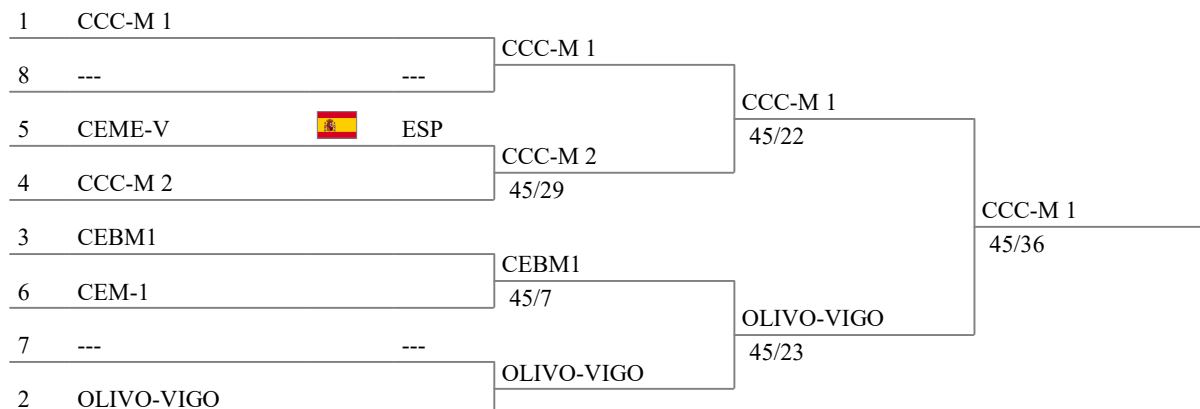 1 CCC-M 1
CCC-M 1
8 --- ---
CCC-M 1
5 CEME-V ESP
45/22
CCC-M 2
4 CCC-M 2
45/29
CCC-M 1
3 CEBM1
45/36
CEBM1
6 CEM-1
45/7
OLIVO-VIGO
7 --- ---
45/23
OLIVO-VIGO
2 OLIVO-VIGO